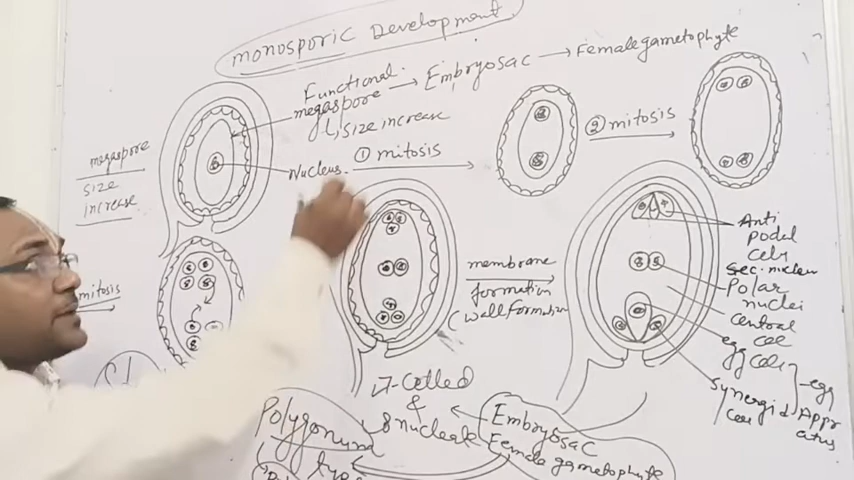 monosporic Development
Functional
megaspore → Embryosac → Female gametophyte
↳ size increase
megaspore
size
increase
Nucleus
① mitosis
② mitosis
mitosis
membrane
formation
(wall formation
Anti
podal
cells
Sec. nucleus
Polar
nuclei
central
cell
egg cell
Synergid
cell
egg
Appr
atus
7-celled
&
8 nucleate
Embryosac
Female gametophyte
Polygonum
type